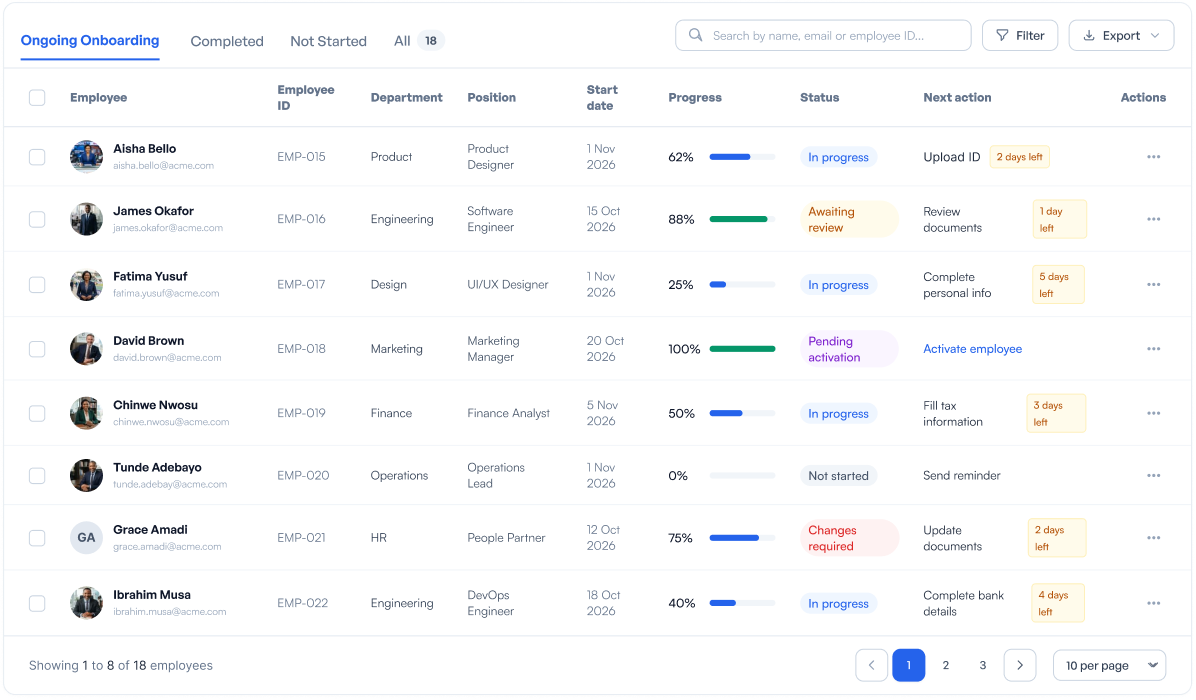 Ongoing Onboarding
Completed
Not Started
All 18
Search by name, email or employee ID...
Filter
Export
Employee
Employee
ID
Department
Position
Start
date
Progress
Status
Next action
Actions
Aisha Bello
aisha.bello@acme.com
EMP-015
Product
Product
Designer
1 Nov
2026
62%
In progress
Upload ID
2 days left
James Okafor
james.okafor@acme.com
EMP-016
Engineering
Software
Engineer
15 Oct
2026
88%
Awaiting
review
Review
documents
1 day
left
Fatima Yusuf
fatima.yusuf@acme.com
EMP-017
Design
UI/UX Designer
1 Nov
2026
25%
In progress
Complete
personal info
5 days
left
David Brown
david.brown@acme.com
EMP-018
Marketing
Marketing
Manager
20 Oct
2026
100%
Pending
activation
Activate employee
Chinwe Nwosu
chinwe.nwosu@acme.com
EMP-019
Finance
Finance Analyst
5 Nov
2026
50%
In progress
Fill tax
information
3 days
left
Tunde Adebayo
tunde.adebay@acme.com
EMP-020
Operations
Operations
Lead
1 Nov
2026
0%
Not started
Send reminder
GA
Grace Amadi
grace.amadi@acme.com
EMP-021
HR
People Partner
12 Oct
2026
75%
Changes
required
Update
documents
2 days
left
Ibrahim Musa
ibrahim.musa@acme.com
EMP-022
Engineering
DevOps
Engineer
18 Oct
2026
40%
In progress
Complete bank
details
4 days
left
Showing 1 to 8 of 18 employees
1
2
3
10 per page